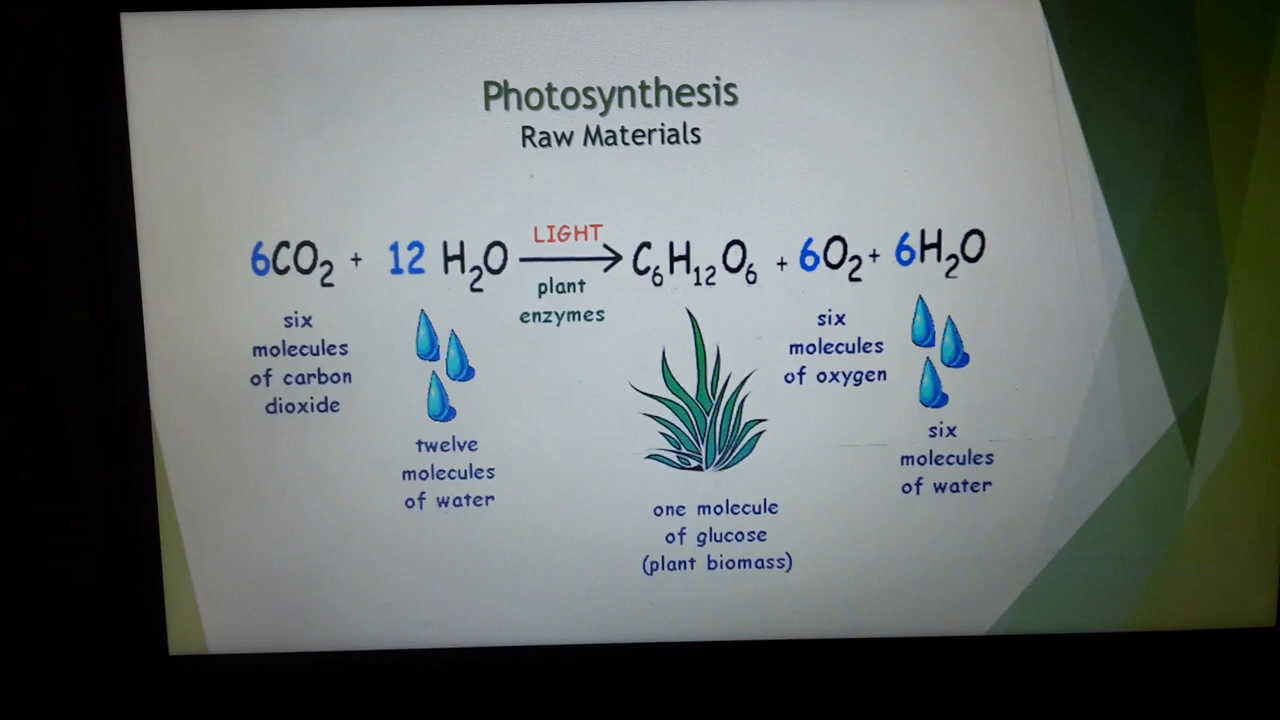 Photosynthesis
Raw Materials
LIGHT
6CO₂ + 12 H₂O → C₆H₁₂O₆ + 6O₂ + 6H₂O
plant
enzymes
six
molecules
of carbon
dioxide
twelve
molecules
of water
one molecule
of glucose
(plant biomass)
six
molecules
of oxygen
six
molecules
of water